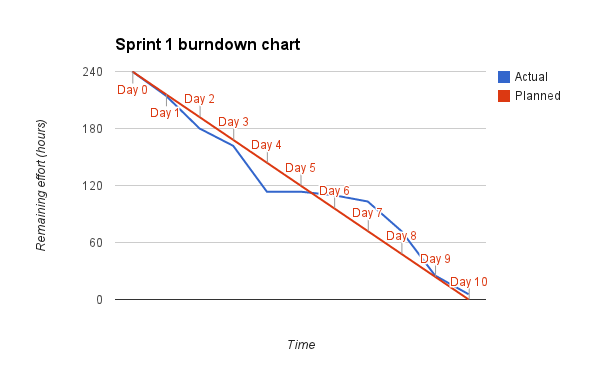 Sprint 1 burndown chart
240
180
120
60
0
Remaining effort (hours)
Day 0
Day 1
Day 2
Day 3
Day 4
Day 5
Day 6
Day 7
Day 8
Day 9
Day 10
Actual
Planned
Time